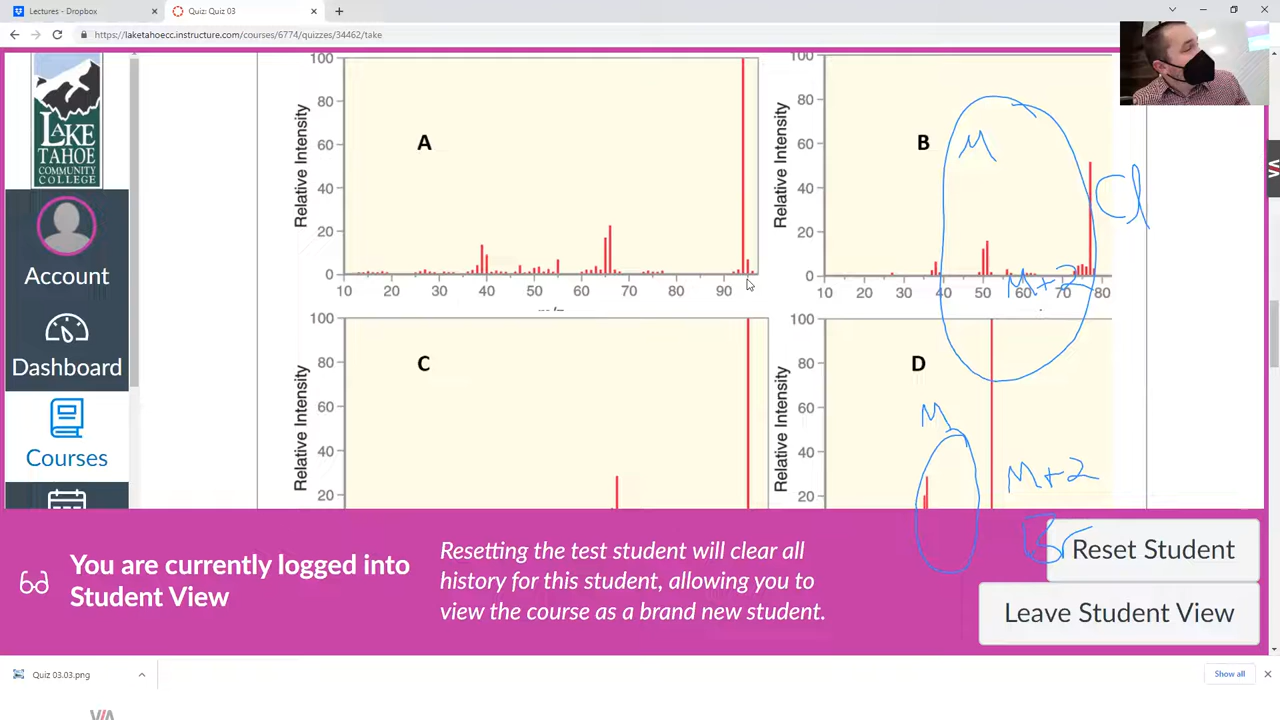 Lectures - Dropbox
Quiz: Quiz 03
https://laketahoecc.instructure.com/courses/6774/quizzes/34462/take
LAKE
TAHOE
COMMUNITY
COLLEGE
Account
Dashboard
Courses
100
80
60
40
20
0
Relative Intensity
A
10 20 30 40 50 60 70 80 90
80
60
40
20
0
Relative Intensity
B
10 20 30 40 50 60 70 80
M
M+2
Cl
100
80
60
40
20
Relative Intensity
C
100
80
60
40
20
Relative Intensity
D
M
M+2
Br
You are currently logged into
Student View
Resetting the test student will clear all
history for this student, allowing you to
view the course as a brand new student.
Reset Student
Leave Student View
Quiz 03.03.png
Show all